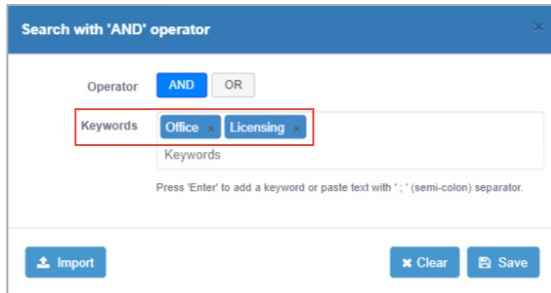 Search with 'AND' operator ×
Operator AND OR
Keywords Office × Licensing ×
Keywords
Press 'Enter' to add a keyword or paste text with ' ; ' (semi-colon) separator.
Import × Clear Save